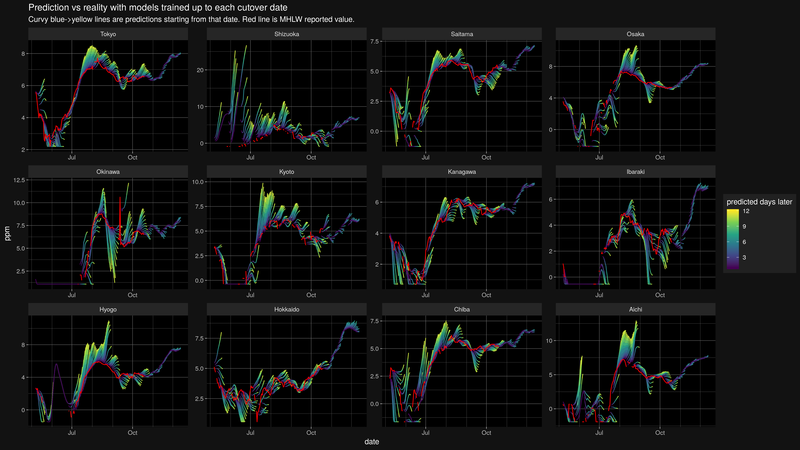 Prediction vs reality with models trained up to each cutover date
Curvy blue->yellow lines are predictions starting from that date. Red line is MHLW reported value.
Tokyo
Shizuoka
Saitama
Osaka
8
6
4
2
20
10
0
7.5
5.0
2.5
0.0
8
4
0
Jul Oct
Jul Oct
Jul Oct
Jul Oct
Okinawa
Kyoto
Kanagawa
Ibaraki
12.5
10.0
7.5
5.0
2.5
10.0
7.5
5.0
2.5
0.0
6
4
2
6
4
2
0
Jul Oct
Jul Oct
Jul Oct
Jul Oct
Hyogo
Hokkaido
Chiba
Aichi
8
4
0
7.5
5.0
2.5
0.0
7.5
5.0
2.5
0.0
10
5
0
Jul Oct
Jul Oct
Jul Oct
Jul Oct
ppm
date
predicted days later
12
9
6
3